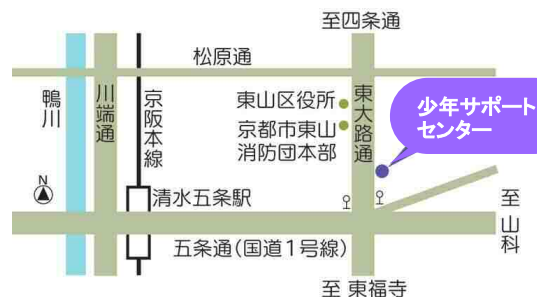 至四条通
松原通
鴨川
川端通
京阪本線
東山区役所
京都市東山
消防団本部
東大路通
少年サポート
センター
N
清水五条駅
至 山科
五条通(国道1号線)
至 東福寺